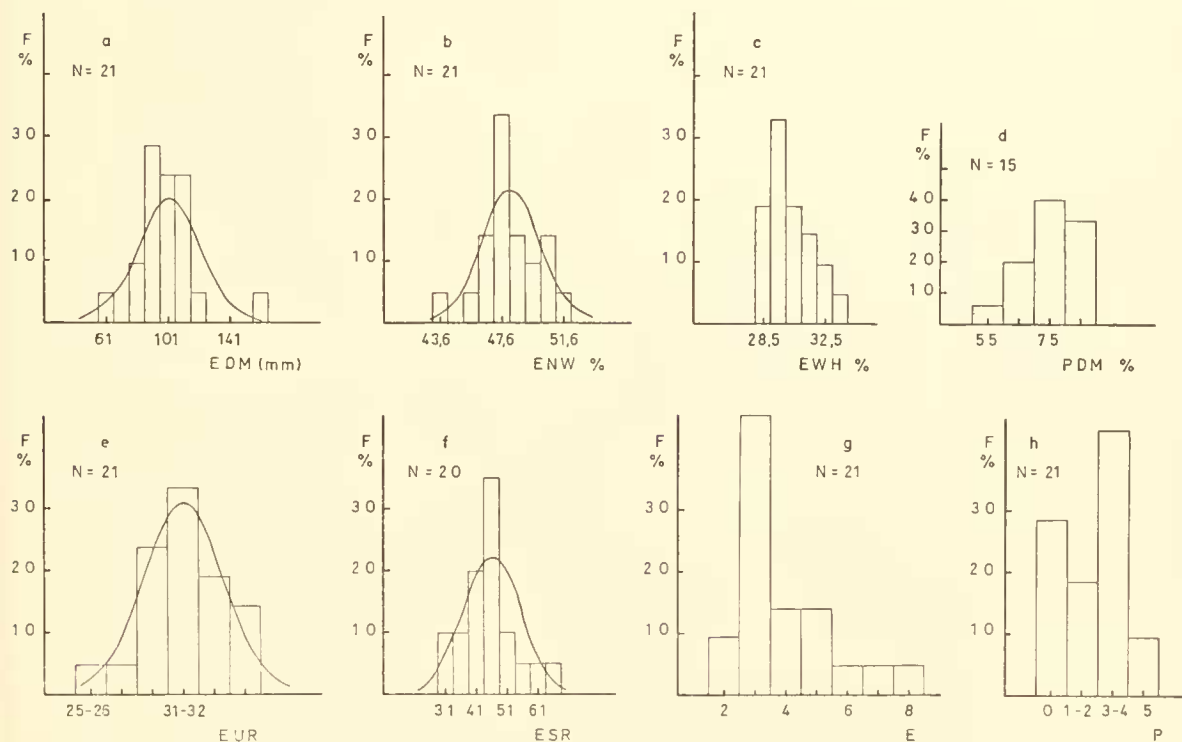 F % a N = 21
30
20
10
61 101 141
EDM (mm)
F % b N = 21
30
20
10
43,6 47,6 51,6
ENW %
F % c N = 21
30
20
10
28,5 32,5
EWH %
F % d N = 15
40
30
20
10
55 75
PDM %
F % e N = 21
30
20
10
25-26 31-32
EUR
F % f N = 20
30
20
10
31 41 51 61
ESR
F % g N = 21
30
20
10
2 4 6 8
E
F % h N = 21
30
20
10
0 1-2 3-4 5
P